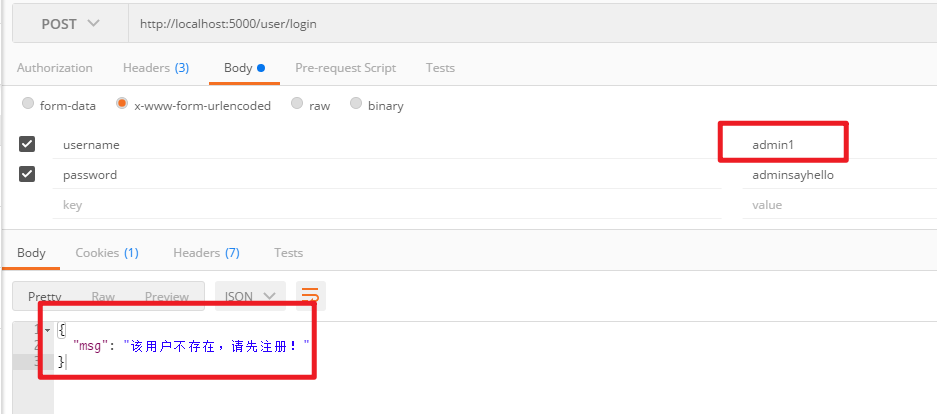 POST http://localhost:5000/user/login
Authorization Headers (3) Body Pre-request Script Tests
form-data x-www-form-urlencoded raw binary
username admin1
password adminsayhello
key value
Body Cookies (1) Headers (7) Tests
Pretty Raw Preview JSON
1 {
2 "msg": "该用户不存在，请先注册！"
3 }